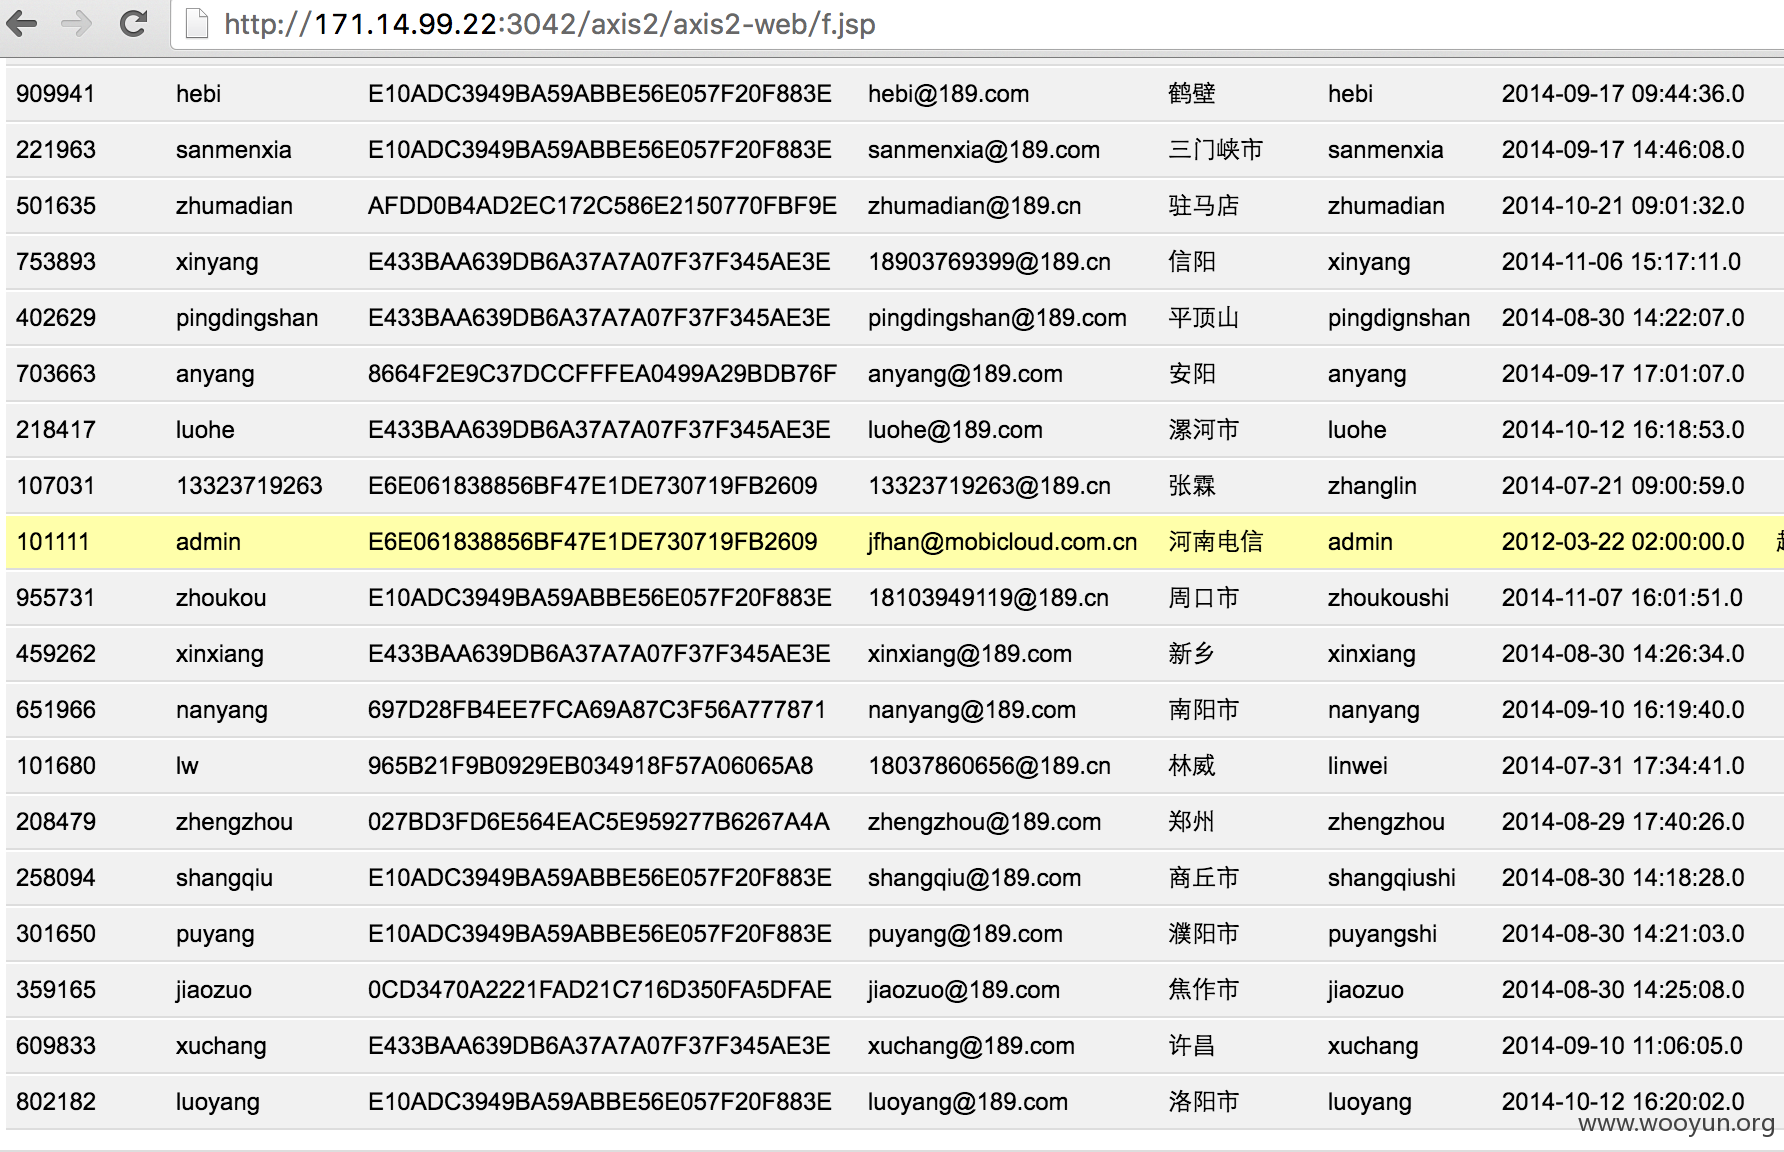 http://171.14.99.22:3042/axis2/axis2-web/f.jsp
909941 hebi E10ADC3949BA59ABBE56E057F20F883E hebi@189.com 鹤壁 hebi 2014-09-17 09:44:36.0
221963 sanmenxia E10ADC3949BA59ABBE56E057F20F883E sanmenxia@189.com 三门峡市 sanmenxia 2014-09-17 14:46:08.0
501635 zhumadian AFDD0B4AD2EC172C586E2150770FBF9E zhumadian@189.cn 驻马店 zhumadian 2014-10-21 09:01:32.0
753893 xinyang E433BAA639DB6A37A7A07F37F345AE3E 18903769399@189.cn 信阳 xinyang 2014-11-06 15:17:11.0
402629 pingdingshan E433BAA639DB6A37A7A07F37F345AE3E pingdingshan@189.com 平顶山 pingdignshan 2014-08-30 14:22:07.0
703663 anyang 8664F2E9C37DCCFFFEA0499A29BDB76F anyang@189.com 安阳 anyang 2014-09-17 17:01:07.0
218417 luohe E433BAA639DB6A37A7A07F37F345AE3E luohe@189.com 漯河市 luohe 2014-10-12 16:18:53.0
107031 13323719263 E6E061838856BF47E1DE730719FB2609 13323719263@189.cn 张霖 zhanglin 2014-07-21 09:00:59.0
101111 admin E6E061838856BF47E1DE730719FB2609 jfhan@mobicloud.com.cn 河南电信 admin 2012-03-22 02:00:00.0
955731 zhoukou E10ADC3949BA59ABBE56E057F20F883E 18103949119@189.cn 周口市 zhoukoushi 2014-11-07 16:01:51.0
459262 xinxiang E433BAA639DB6A37A7A07F37F345AE3E xinxiang@189.com 新乡 xinxiang 2014-08-30 14:26:34.0
651966 nanyang 697D28FB4EE7FCA69A87C3F56A777871 nanyang@189.com 南阳市 nanyang 2014-09-10 16:19:40.0
101680 lw 965B21F9B0929EB034918F57A06065A8 18037860656@189.cn 林威 linwei 2014-07-31 17:34:41.0
208479 zhengzhou 027BD3FD6E564EAC5E959277B6267A4A zhengzhou@189.com 郑州 zhengzhou 2014-08-29 17:40:26.0
258094 shangqiu E10ADC3949BA59ABBE56E057F20F883E shangqiu@189.com 商丘市 shangqiushi 2014-08-30 14:18:28.0
301650 puyang E10ADC3949BA59ABBE56E057F20F883E puyang@189.com 濮阳市 puyangshi 2014-08-30 14:21:03.0
359165 jiaozuo 0CD3470A2221FAD21C716D350FA5DFAE jiaozuo@189.com 焦作市 jiaozuo 2014-08-30 14:25:08.0
609833 xuchang E433BAA639DB6A37A7A07F37F345AE3E xuchang@189.com 许昌 xuchang 2014-09-10 11:06:05.0
802182 luoyang E10ADC3949BA59ABBE56E057F20F883E luoyang@189.com 洛阳市 luoyang 2014-10-12 16:20:02.0
www.wooyun.org